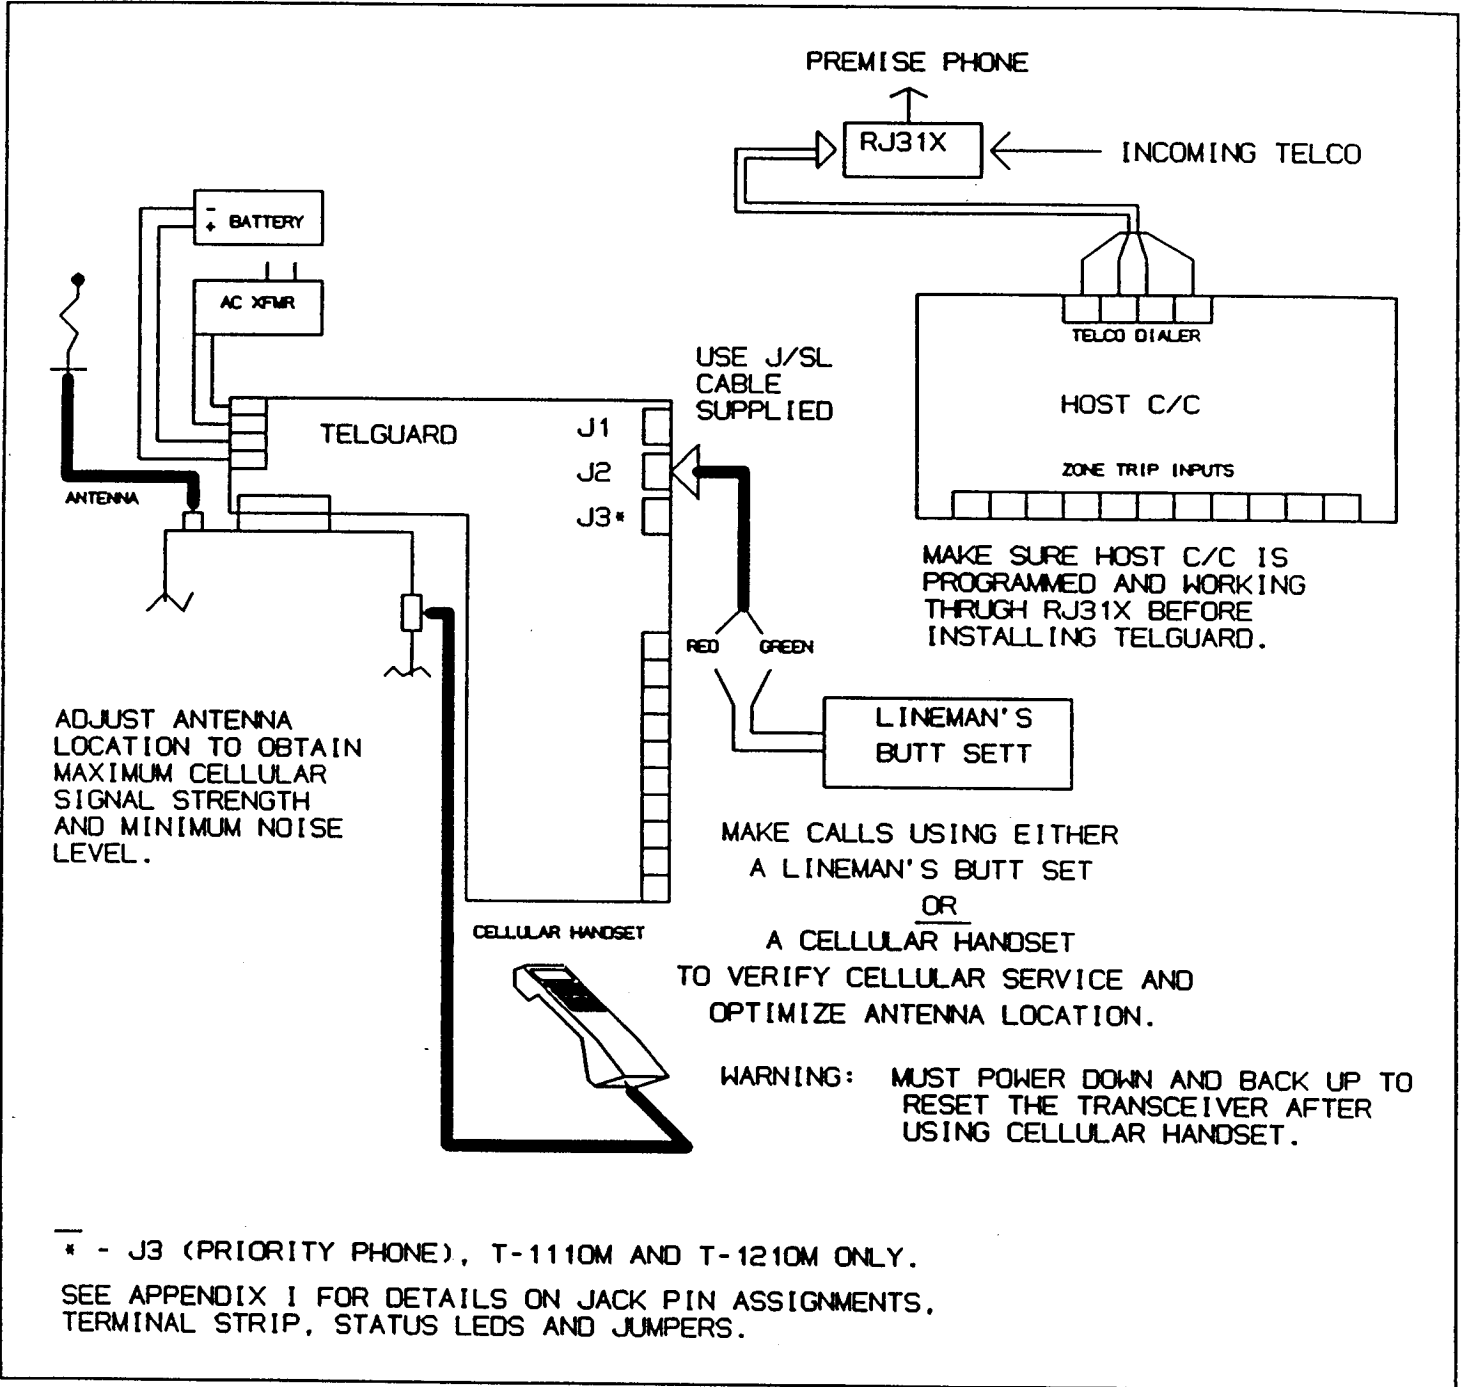 PREMISE PHONE
RJ31X
INCOMING TELCO
- BATTERY
+
AC XFMR
TELCO DIALER
HOST C/C
ZONE TRIP INPUTS
USE J/SL
CABLE
SUPPLIED
TELGUARD
J1
J2
J3*
ANTENNA
MAKE SURE HOST C/C IS
PROGRAMMED AND WORKING
THRUGH RJ31X BEFORE
INSTALLING TELGUARD.
RED GREEN
LINEMAN'S
BUTT SETT
ADJUST ANTENNA
LOCATION TO OBTAIN
MAXIMUM CELLULAR
SIGNAL STRENGTH
AND MINIMUM NOISE
LEVEL.
MAKE CALLS USING EITHER
A LINEMAN'S BUTT SET
OR
A CELLULAR HANDSET
TO VERIFY CELLULAR SERVICE AND
OPTIMIZE ANTENNA LOCATION.
CELLULAR HANDSET
WARNING: MUST POWER DOWN AND BACK UP TO
RESET THE TRANSCEIVER AFTER
USING CELLULAR HANDSET.
* - J3 (PRIORITY PHONE), T-1110M AND T-1210M ONLY.
SEE APPENDIX I FOR DETAILS ON JACK PIN ASSIGNMENTS,
TERMINAL STRIP, STATUS LEDS AND JUMPERS.